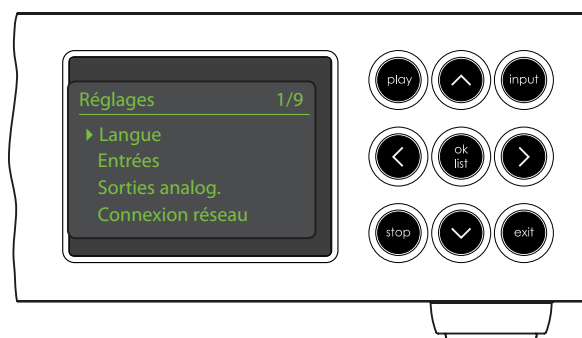 Réglages 1/9
Langue
Entrées
Sorties analog.
Connexion réseau
play
input
ok
list
stop
exit